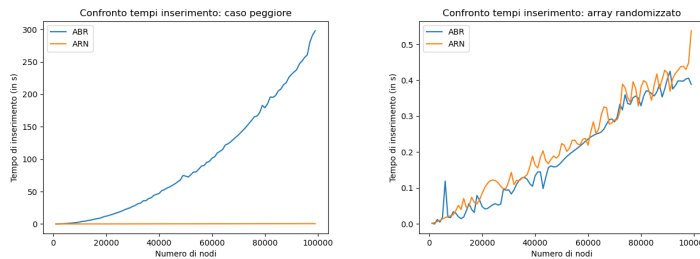 Confronto tempi inserimento: caso peggiore
ABR
ARN
Tempo di inserimento (in s)
300
250
200
150
100
50
0
0
20000
40000
60000
80000
100000
Numero di nodi
Confronto tempi inserimento: array randomizzato
ABR
ARN
Tempo di inserimento (in s)
0.5
0.4
0.3
0.2
0.1
0.0
0
20000
40000
60000
80000
100000
Numero di nodi